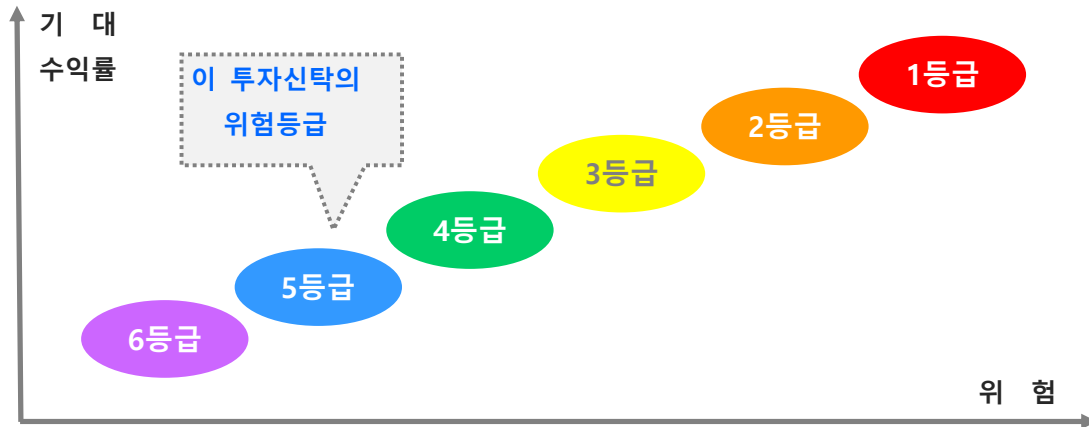 기 대
수익률
이 투자신탁의
위험등급
1등급
2등급
3등급
4등급
5등급
6등급
위 험